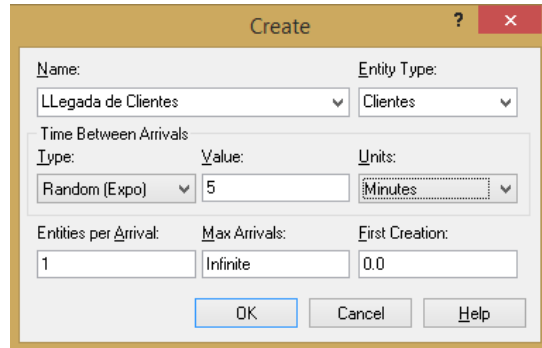 Create
? ×
Name: Entity Type:
LLegada de Clientes Clientes
Time Between Arrivals
Type: Value: Units:
Random (Expo) 5 Minutes
Entities per Arrival: Max Arrivals: First Creation:
1 Infinite 0.0
OK Cancel Help